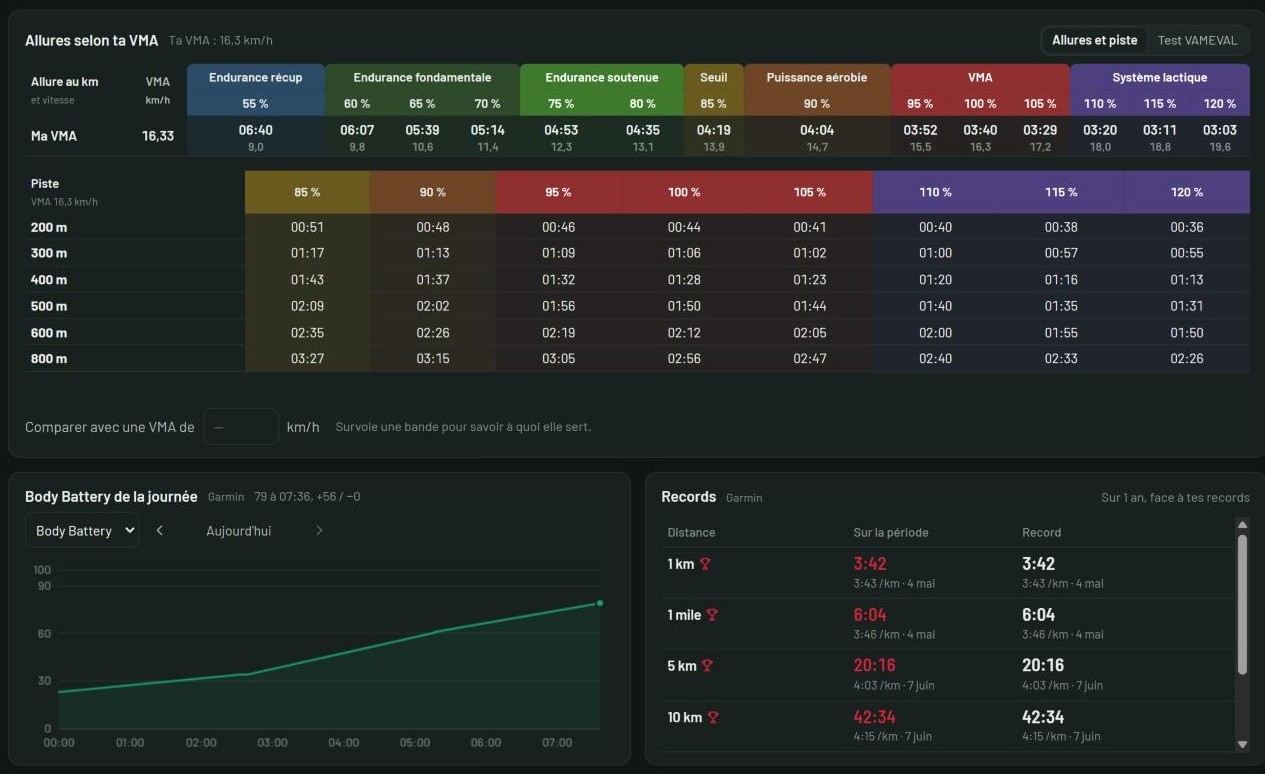 Allures selon ta VMA Ta VMA : 16,3 km/h Allures et piste Test VAMEVAL
Allure au km VMA Endurance récup Endurance fondamentale Endurance soutenue Seuil Puissance aérobie VMA Système lactique
et vitesse km/h 55 % 60 % 65 % 70 % 75 % 80 % 85 % 90 % 95 % 100 % 105 % 110 % 115 % 120 %
Ma VMA 16,33 06:40 06:07 05:39 05:14 04:53 04:35 04:19 04:04 03:52 03:40 03:29 03:20 03:11 03:03
9,0 9,8 10,6 11,4 12,3 13,1 13,9 14,7 15,5 16,3 17,2 18,0 18,8 19,6
Piste 85 % 90 % 95 % 100 % 105 % 110 % 115 % 120 %
VMA 16,3 km/h
200 m 00:51 00:48 00:46 00:44 00:41 00:40 00:38 00:36
300 m 01:17 01:13 01:09 01:06 01:02 01:00 00:57 00:55
400 m 01:43 01:37 01:32 01:28 01:23 01:20 01:16 01:13
500 m 02:09 02:02 01:56 01:50 01:44 01:40 01:35 01:31
600 m 02:35 02:26 02:19 02:12 02:05 02:00 01:55 01:50
800 m 03:27 03:15 03:05 02:56 02:47 02:40 02:33 02:26
Comparer avec une VMA de — km/h Survole une bande pour savoir à quoi elle sert.
Body Battery de la journée Garmin 79 à 07:36, +56 / −0
Body Battery Aujourd'hui
100
90
60
30
0
00:00 01:00 02:00 03:00 04:00 05:00 06:00 07:00
Records Garmin Sur 1 an, face à tes records
Distance Sur la période Record
1 km 3:42 3:42
3:43 /km · 4 mai 3:43 /km · 4 mai
1 mile 6:04 6:04
3:46 /km · 4 mai 3:46 /km · 4 mai
5 km 20:16 20:16
4:03 /km · 7 juin 4:03 /km · 7 juin
10 km 42:34 42:34
4:15 /km · 7 juin 4:15 /km · 7 juin